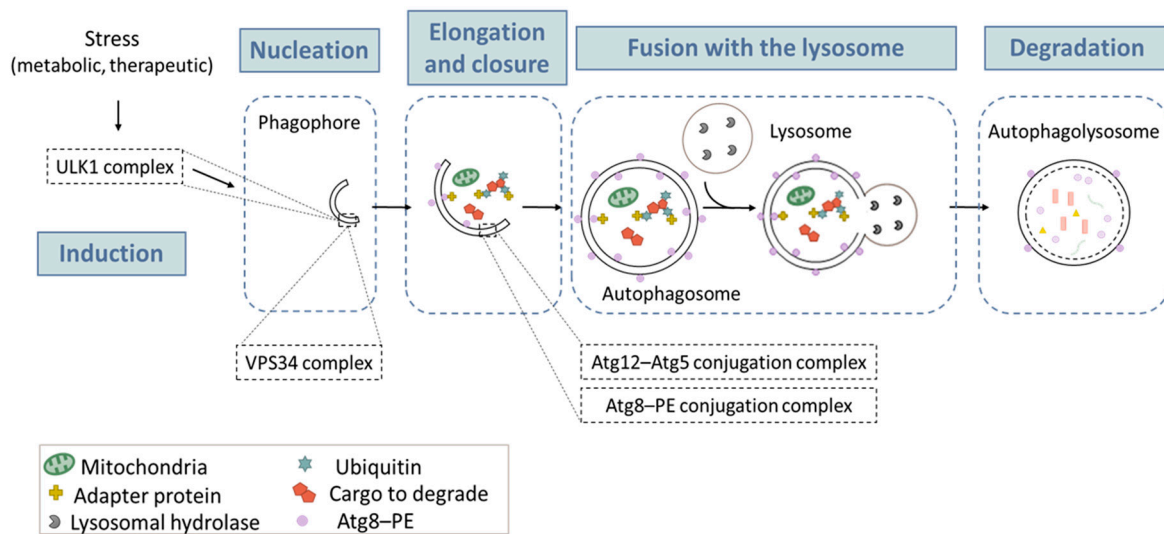 Stress
(metabolic, therapeutic)
ULK1 complex
Induction
Nucleation
Phagophore
VPS34 complex
Elongation
and closure
Atg12–Atg5 conjugation complex
Atg8–PE conjugation complex
Fusion with the lysosome
Lysosome
Autophagosome
Degradation
Autophagolysosome
Mitochondria
Ubiquitin
Adapter protein
Cargo to degrade
Lysosomal hydrolase
Atg8–PE